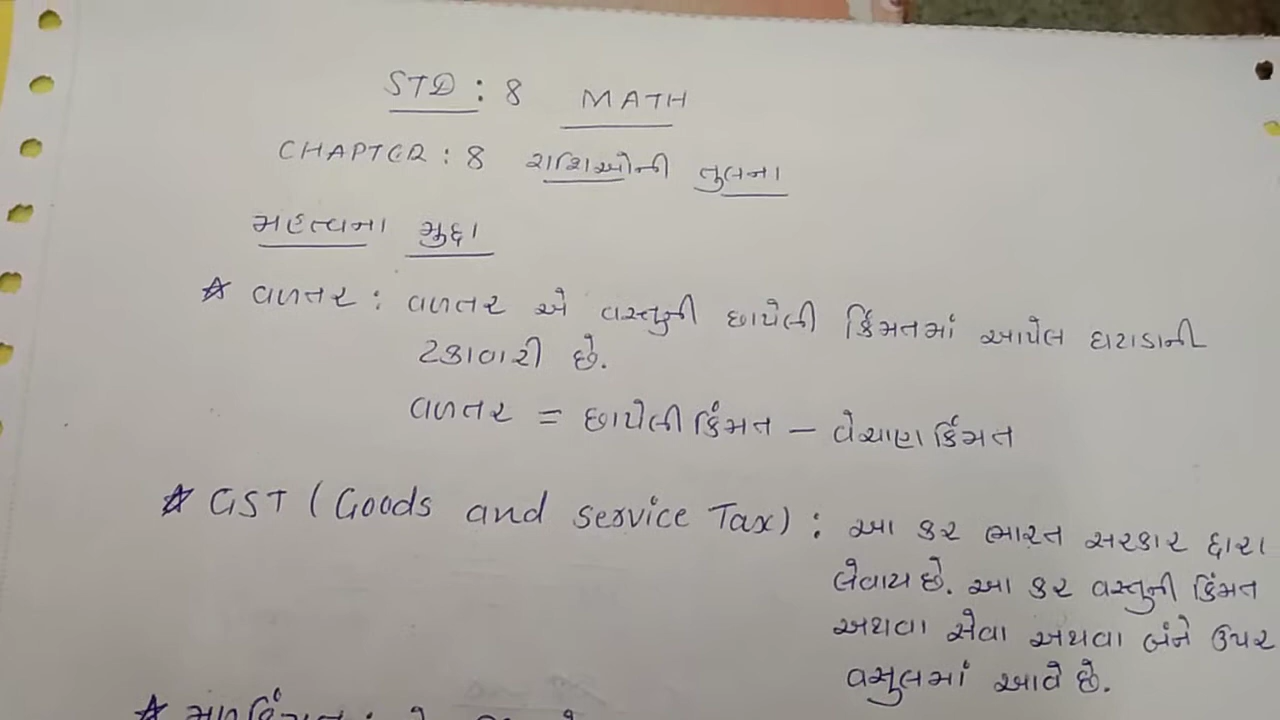 STD : 8 MATH
CHAPTER : 8 રાશિઓની તુલના
મહત્વના મુદ્દા
☆ વળતર : વળતર એ વસ્તુની છાપેલી કિંમતમાં આપેલ ઘટાડાની
ટકાવારી છે.
વળતર = છાપેલી કિંમત – વેચાણ કિંમત
☆ GST (Goods and service Tax) : આ કર ભારત સરકાર દ્વારા
લેવાય છે. આ કર વસ્તુની કિંમત
અથવા સેવા અથવા બંને ઉપર
વસુલમાં આવે છે.